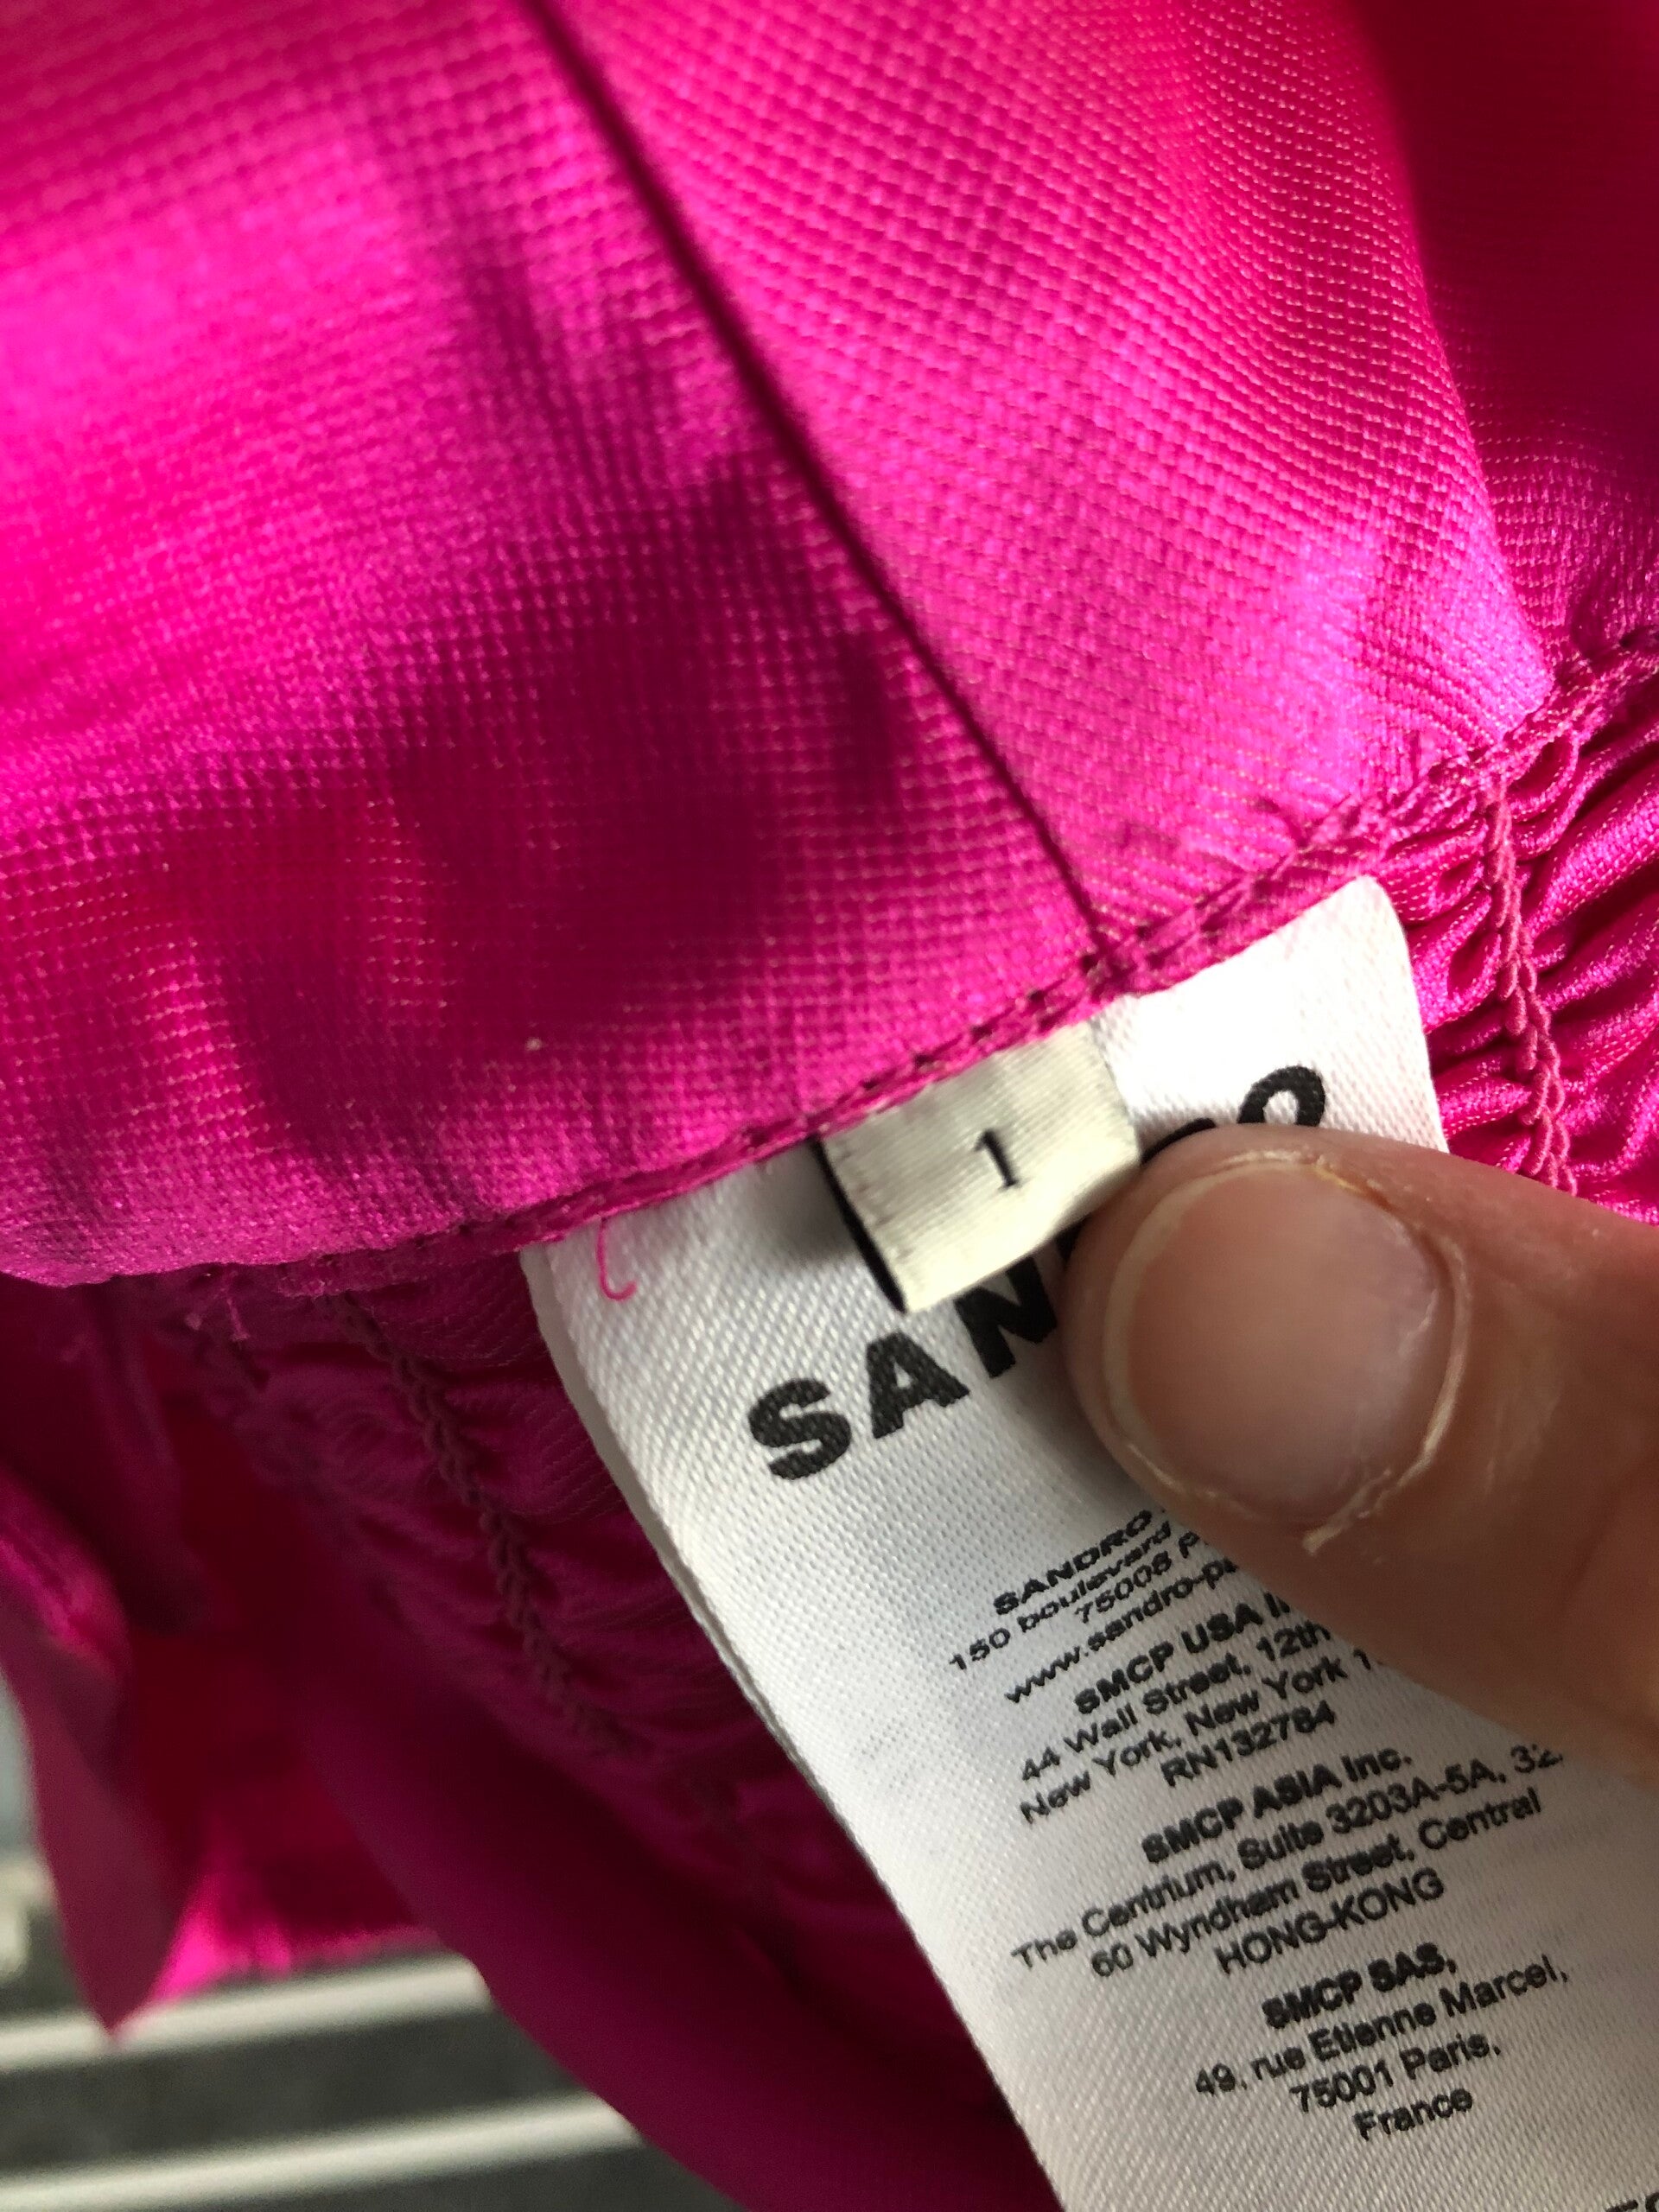 1
SAN
SANDRO
150 boulevard
75008
www.sandro-pa
SMCP USA
44 Wall Street, 12th
New York, New York
RN132784
SMCP ASIA Inc.
The Centrium, Suite 3203A-5A, 32
60 Wyndham Street, Central
HONG-KONG
SMCP SAS,
49, rue Etienne Marcel,
75001 Paris,
France